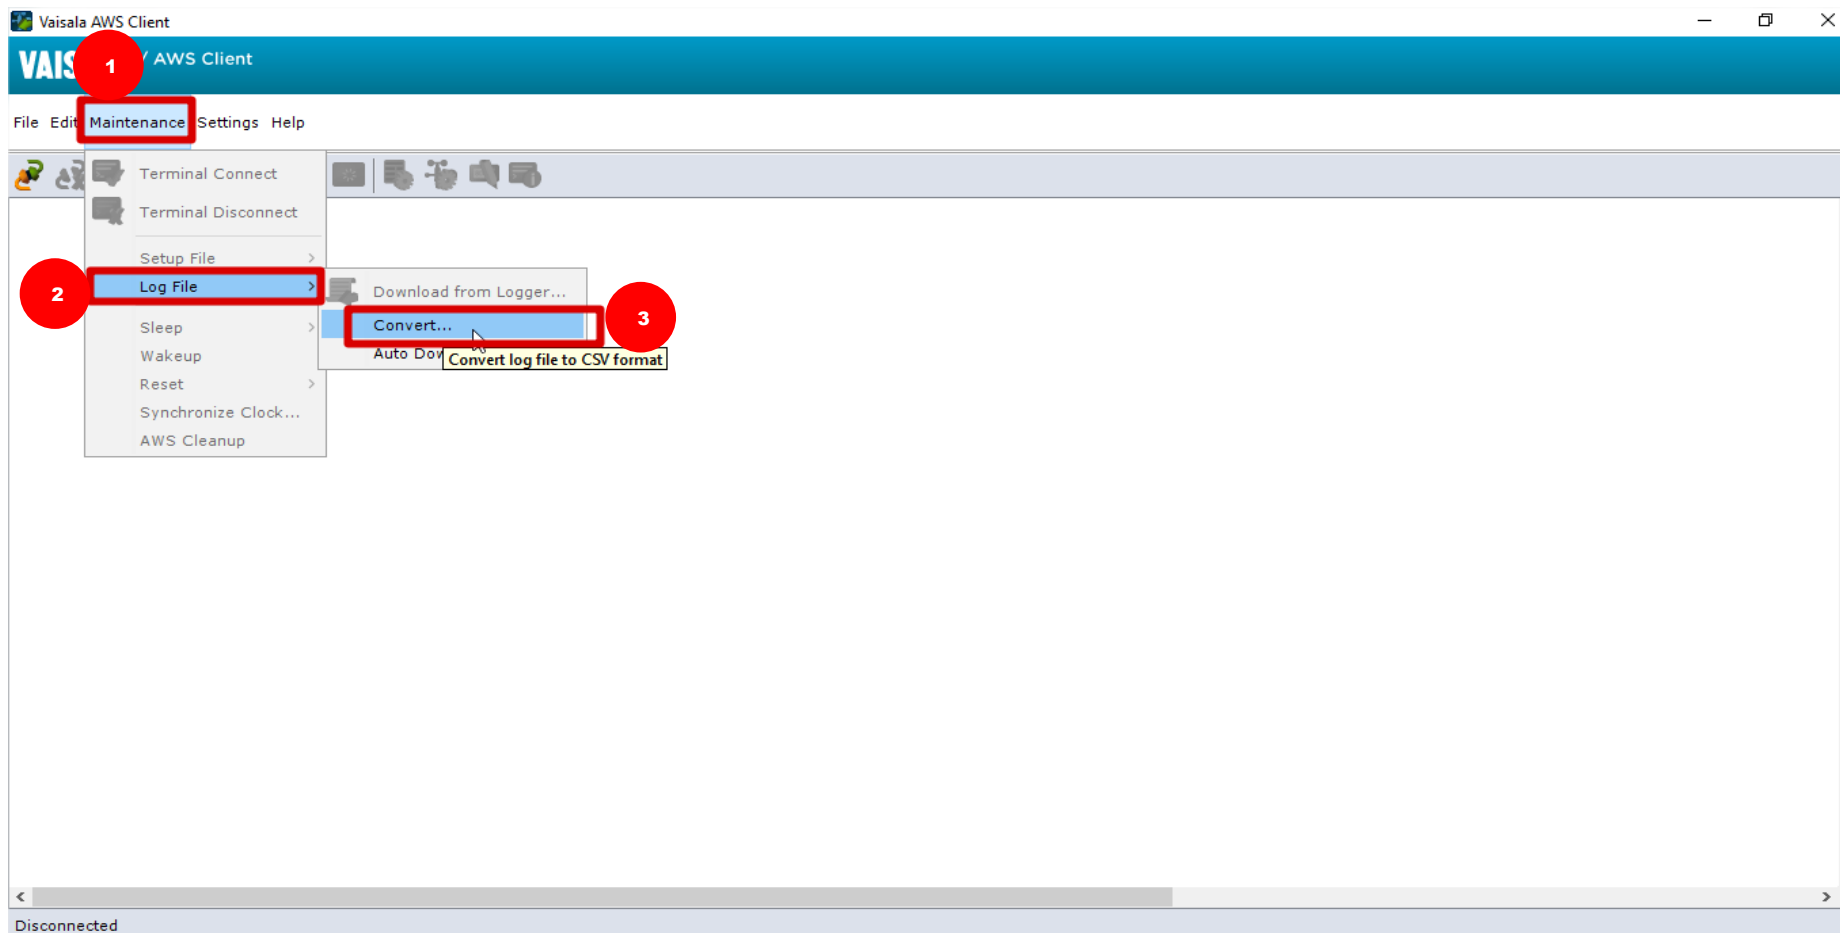 Vaisala AWS Client
VAIS
1
/ AWS Client
File Edit Maintenance Settings Help
Terminal Connect
Terminal Disconnect
Setup File >
2
Log File >
Download from Logger...
Convert...
3
Sleep >
Auto Dow
Convert log file to CSV format
Wakeup
Reset >
Synchronize Clock...
AWS Cleanup
< >
Disconnected